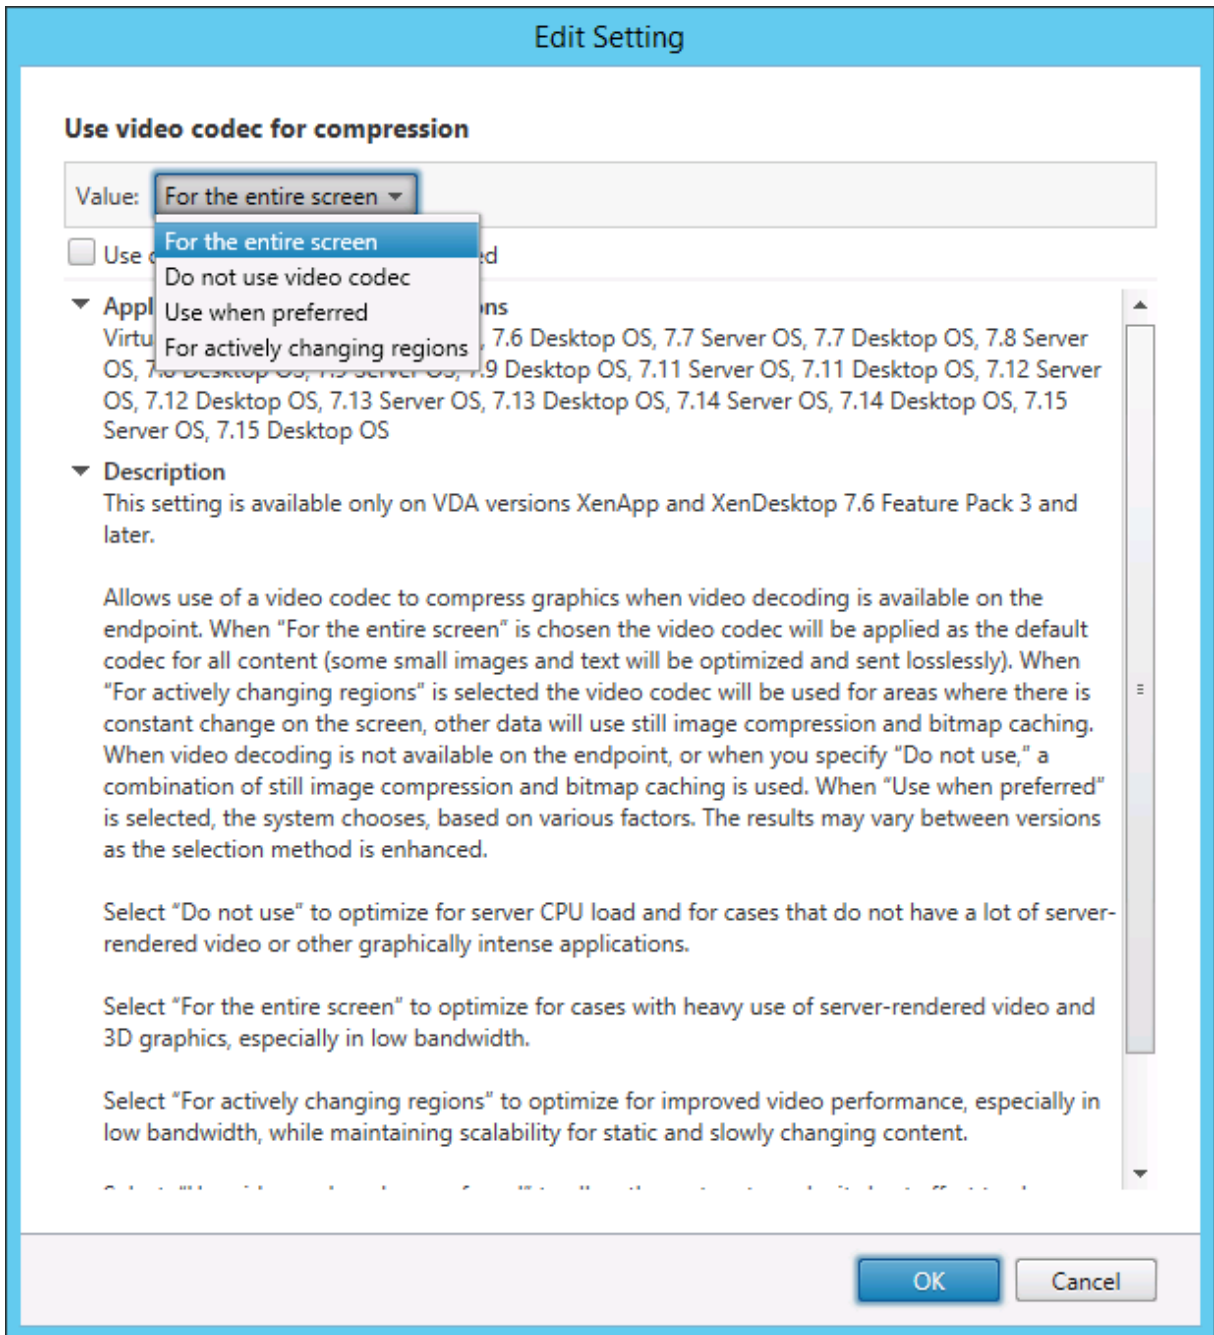 Edit Setting
Use video codec for compression
Value: For the entire screen
For the entire screen
Do not use video codec
Use when preferred
For actively changing regions
Use ed
Appl ns
Virtu , 7.6 Desktop OS, 7.7 Server OS, 7.7 Desktop OS, 7.8 Server
OS, 7.8 Desktop OS, 7.9 Server OS, 7.9 Desktop OS, 7.11 Server OS, 7.11 Desktop OS, 7.12 Server
OS, 7.12 Desktop OS, 7.13 Server OS, 7.13 Desktop OS, 7.14 Server OS, 7.14 Desktop OS, 7.15
Server OS, 7.15 Desktop OS
Description
This setting is available only on VDA versions XenApp and XenDesktop 7.6 Feature Pack 3 and
later.
Allows use of a video codec to compress graphics when video decoding is available on the
endpoint. When "For the entire screen" is chosen the video codec will be applied as the default
codec for all content (some small images and text will be optimized and sent losslessly). When
"For actively changing regions" is selected the video codec will be used for areas where there is
constant change on the screen, other data will use still image compression and bitmap caching.
When video decoding is not available on the endpoint, or when you specify "Do not use," a
combination of still image compression and bitmap caching is used. When "Use when preferred"
is selected, the system chooses, based on various factors. The results may vary between versions
as the selection method is enhanced.
Select "Do not use" to optimize for server CPU load and for cases that do not have a lot of server-
rendered video or other graphically intense applications.
Select "For the entire screen" to optimize for cases with heavy use of server-rendered video and
3D graphics, especially in low bandwidth.
Select "For actively changing regions" to optimize for improved video performance, especially in
low bandwidth, while maintaining scalability for static and slowly changing content.
OK
Cancel